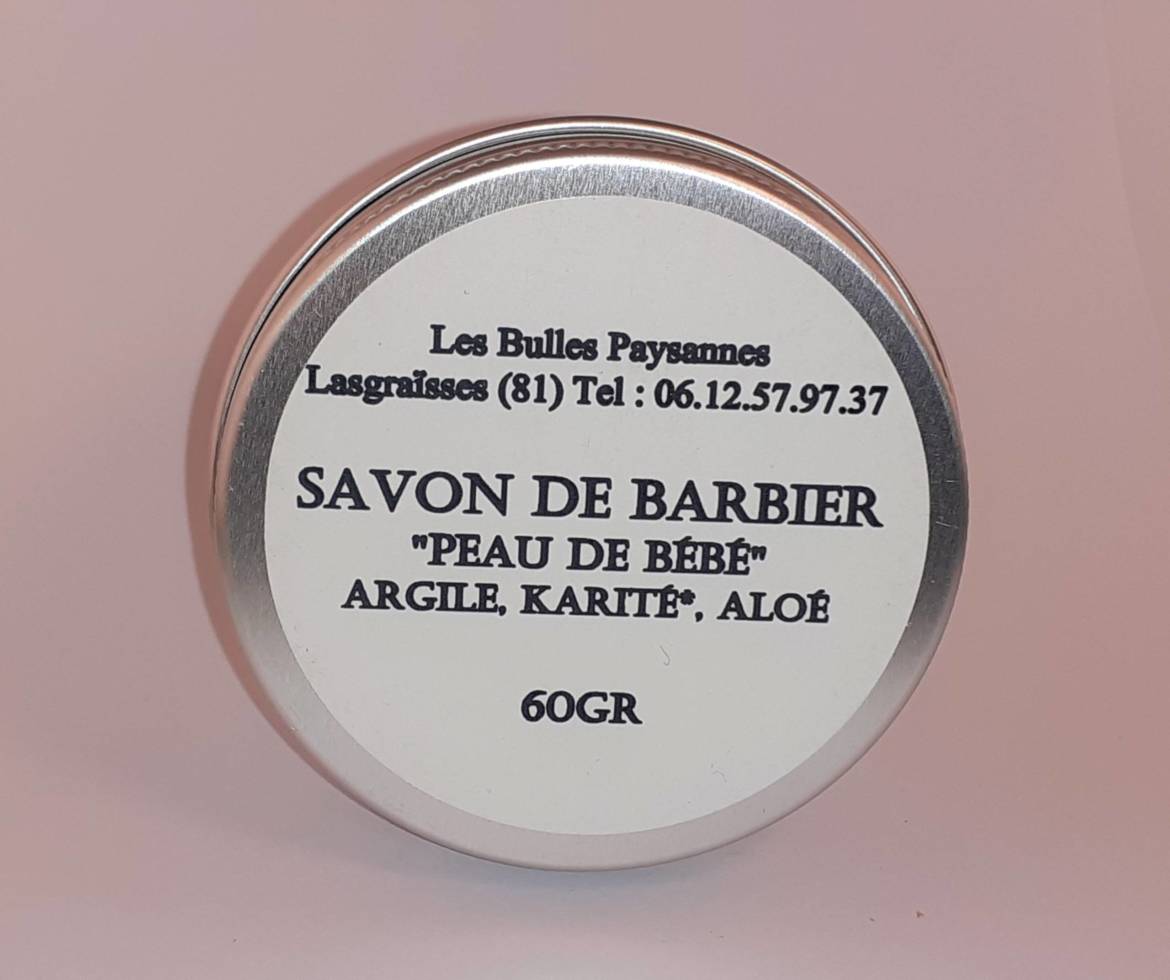 Les Bulles Paysannes
Lasgraïsses (81) Tel : 06.12.57.97.37
SAVON DE BARBIER
"PEAU DE BÉBÉ"
ARGILE, KARITÉ*, ALOÉ
60GR